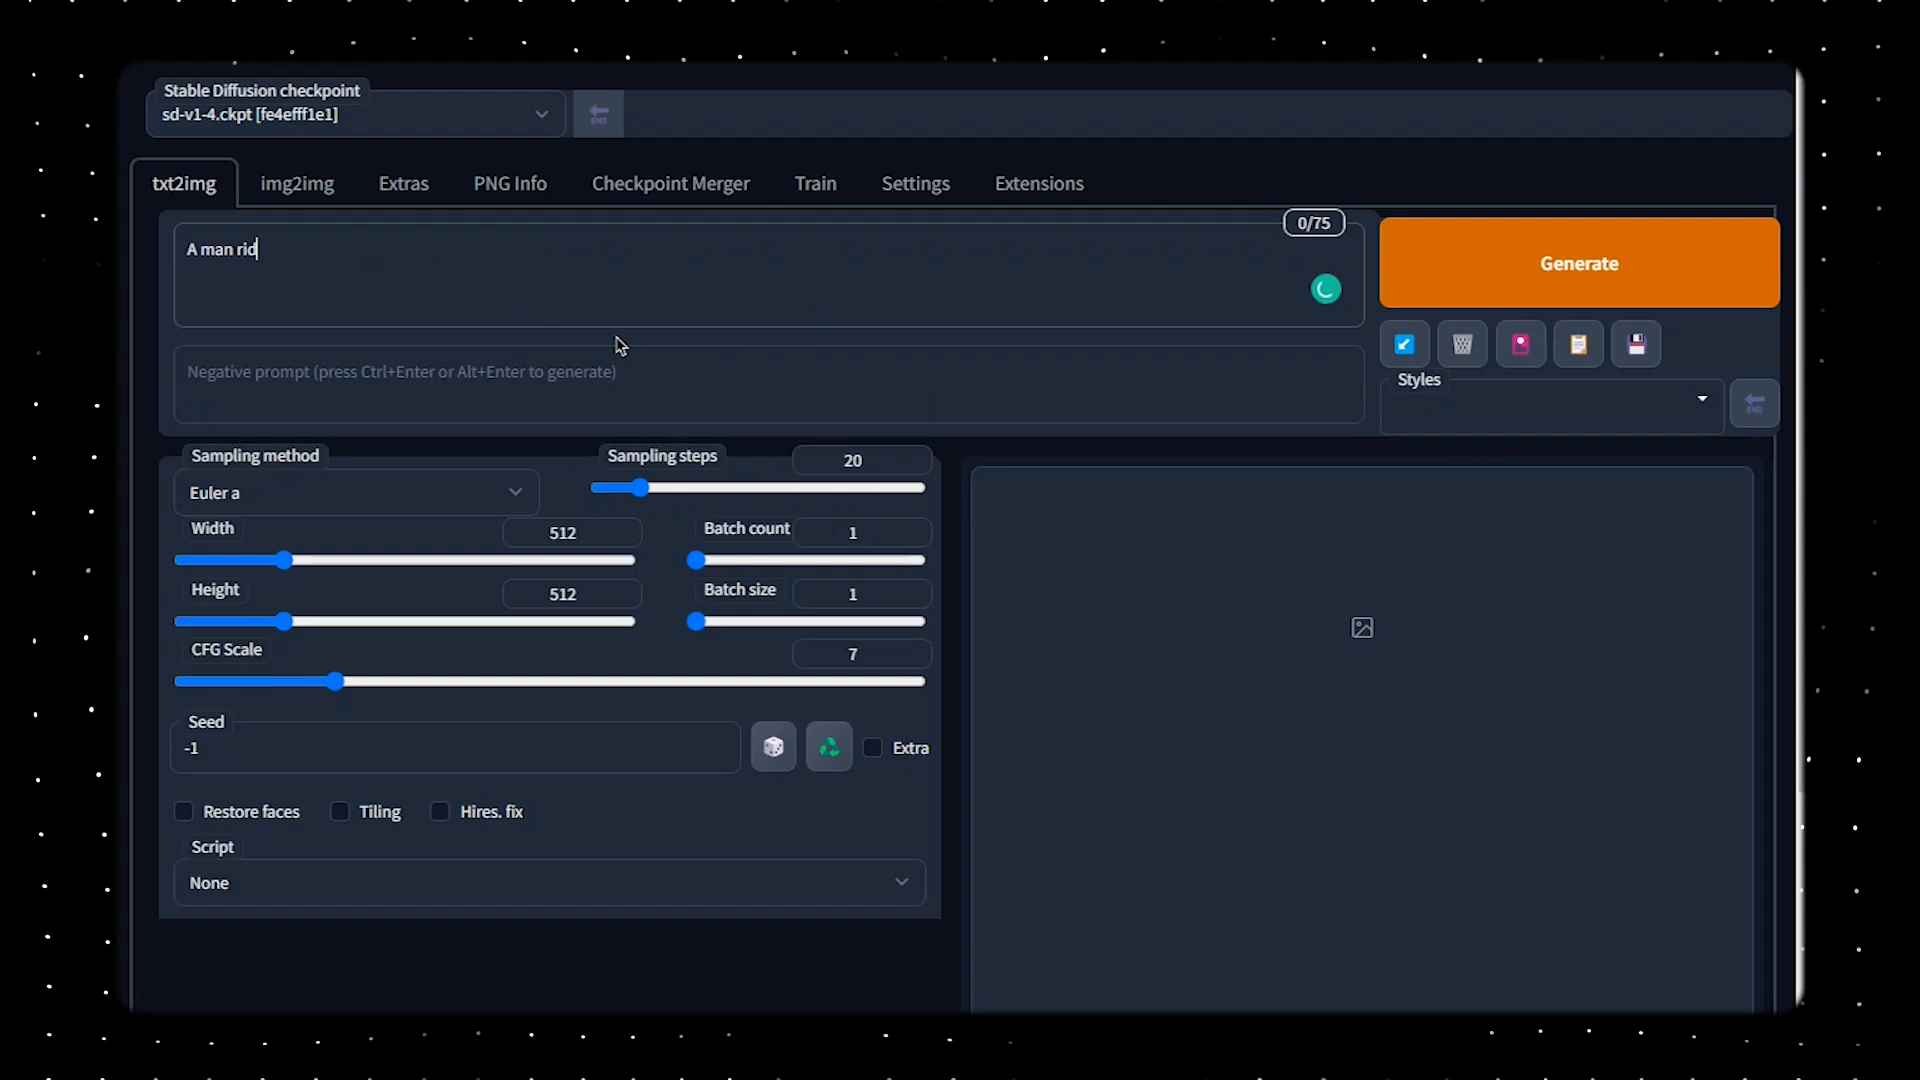 Stable Diffusion checkpoint
sd-v1-4.ckpt [fe4efff1e1]
END
txt2img img2img Extras PNG Info Checkpoint Merger Train Settings Extensions
0/75
A man rid
Generate
Negative prompt (press Ctrl+Enter or Alt+Enter to generate)
Styles
END
Sampling method
Euler a
Sampling steps 20
Width 512
Batch count 1
Height 512
Batch size 1
CFG Scale 7
Seed
-1
Extra
Restore faces Tiling Hires. fix
Script
None